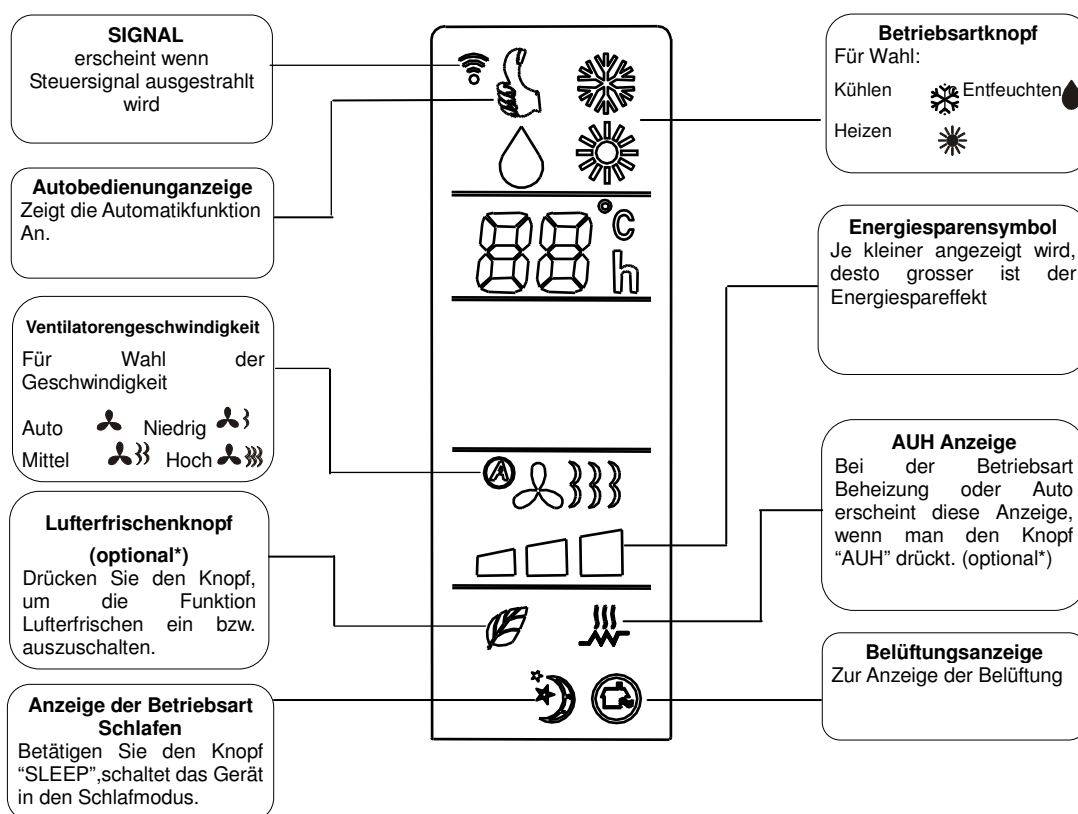 SIGNAL
erscheint wenn
Steuersignal ausgestrahlt
wird
Autobedienunganzeige
Zeigt die Automatikfunktion
An.
Ventilatorengeschwindigkeit
Für Wahl der
Geschwindigkeit
Auto Niedrig
Mittel Hoch
Lufterfrischenknopf
(optional*)
Drücken Sie den Knopf,
um die Funktion
Lufterfrischen ein bzw.
auszuschalten.
Anzeige der Betriebsart
Schlafen
Betätigen Sie den Knopf
“SLEEP”,schaltet das Gerät
in den Schlafmodus.
88°C
h
A
Betriebsartknopf
Für Wahl:
Kühlen Entfeuchten
Heizen
Energiesparensymbol
Je kleiner angezeigt wird,
desto grosser ist der
Energiespareffekt
AUH Anzeige
Bei der Betriebsart
Beheizung oder Auto
erscheint diese Anzeige,
wenn man den Knopf
“AUH” drückt. (optional*)
Belüftungsanzeige
Zur Anzeige der Belüftung